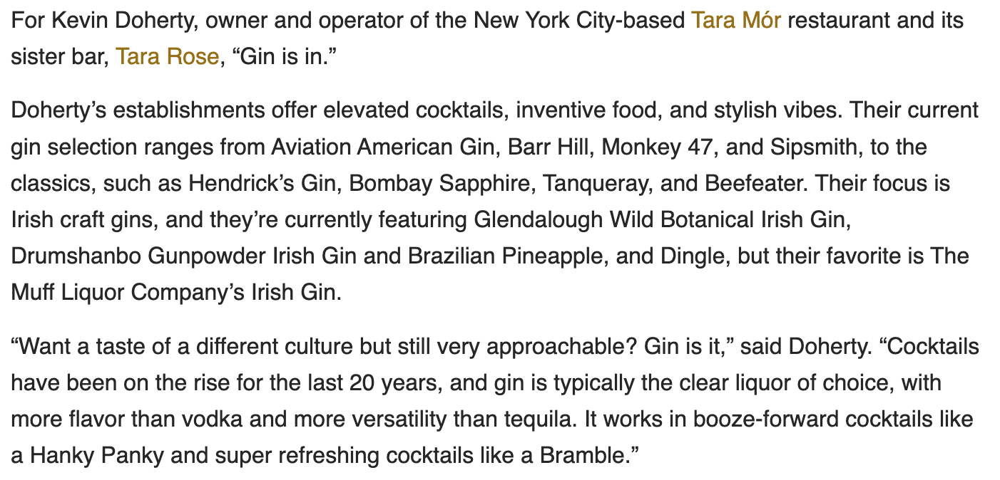 For Kevin Doherty, owner and operator of the New York City-based Tara Mór restaurant and its
sister bar, Tara Rose, “Gin is in.”
Doherty’s establishments offer elevated cocktails, inventive food, and stylish vibes. Their current
gin selection ranges from Aviation American Gin, Barr Hill, Monkey 47, and Sipsmith, to the
classics, such as Hendrick’s Gin, Bombay Sapphire, Tanqueray, and Beefeater. Their focus is
Irish craft gins, and they’re currently featuring Glendalough Wild Botanical Irish Gin,
Drumshanbo Gunpowder Irish Gin and Brazilian Pineapple, and Dingle, but their favorite is The
Muff Liquor Company’s Irish Gin.
“Want a taste of a different culture but still very approachable? Gin is it,” said Doherty. “Cocktails
have been on the rise for the last 20 years, and gin is typically the clear liquor of choice, with
more flavor than vodka and more versatility than tequila. It works in booze-forward cocktails like
a Hanky Panky and super refreshing cocktails like a Bramble.”